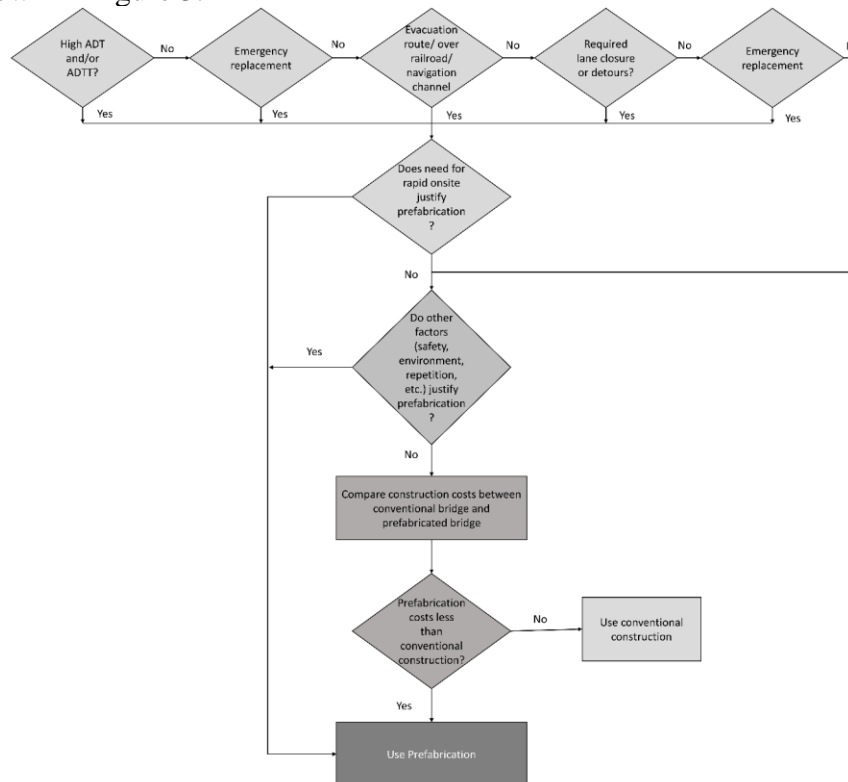 High ADT
and/or
ADTT?
No
Emergency
replacement
No
Evacuation
route/ over
railroad/
navigation
channel
No
Required
lane closure
or detours?
No
Emergency
replacement
Yes
Yes
Yes
Yes
Yes
Does need for
rapid onsite
justify
prefabrication
?
No
Do other
factors
(safety,
environment,
repetition,
etc.) justify
prefabrication
?
Yes
No
Compare construction costs between
conventional bridge and
prefabricated bridge
Prefabrication
costs less
than
conventional
construction?
No
Use conventional
construction
Yes
Use Prefabrication